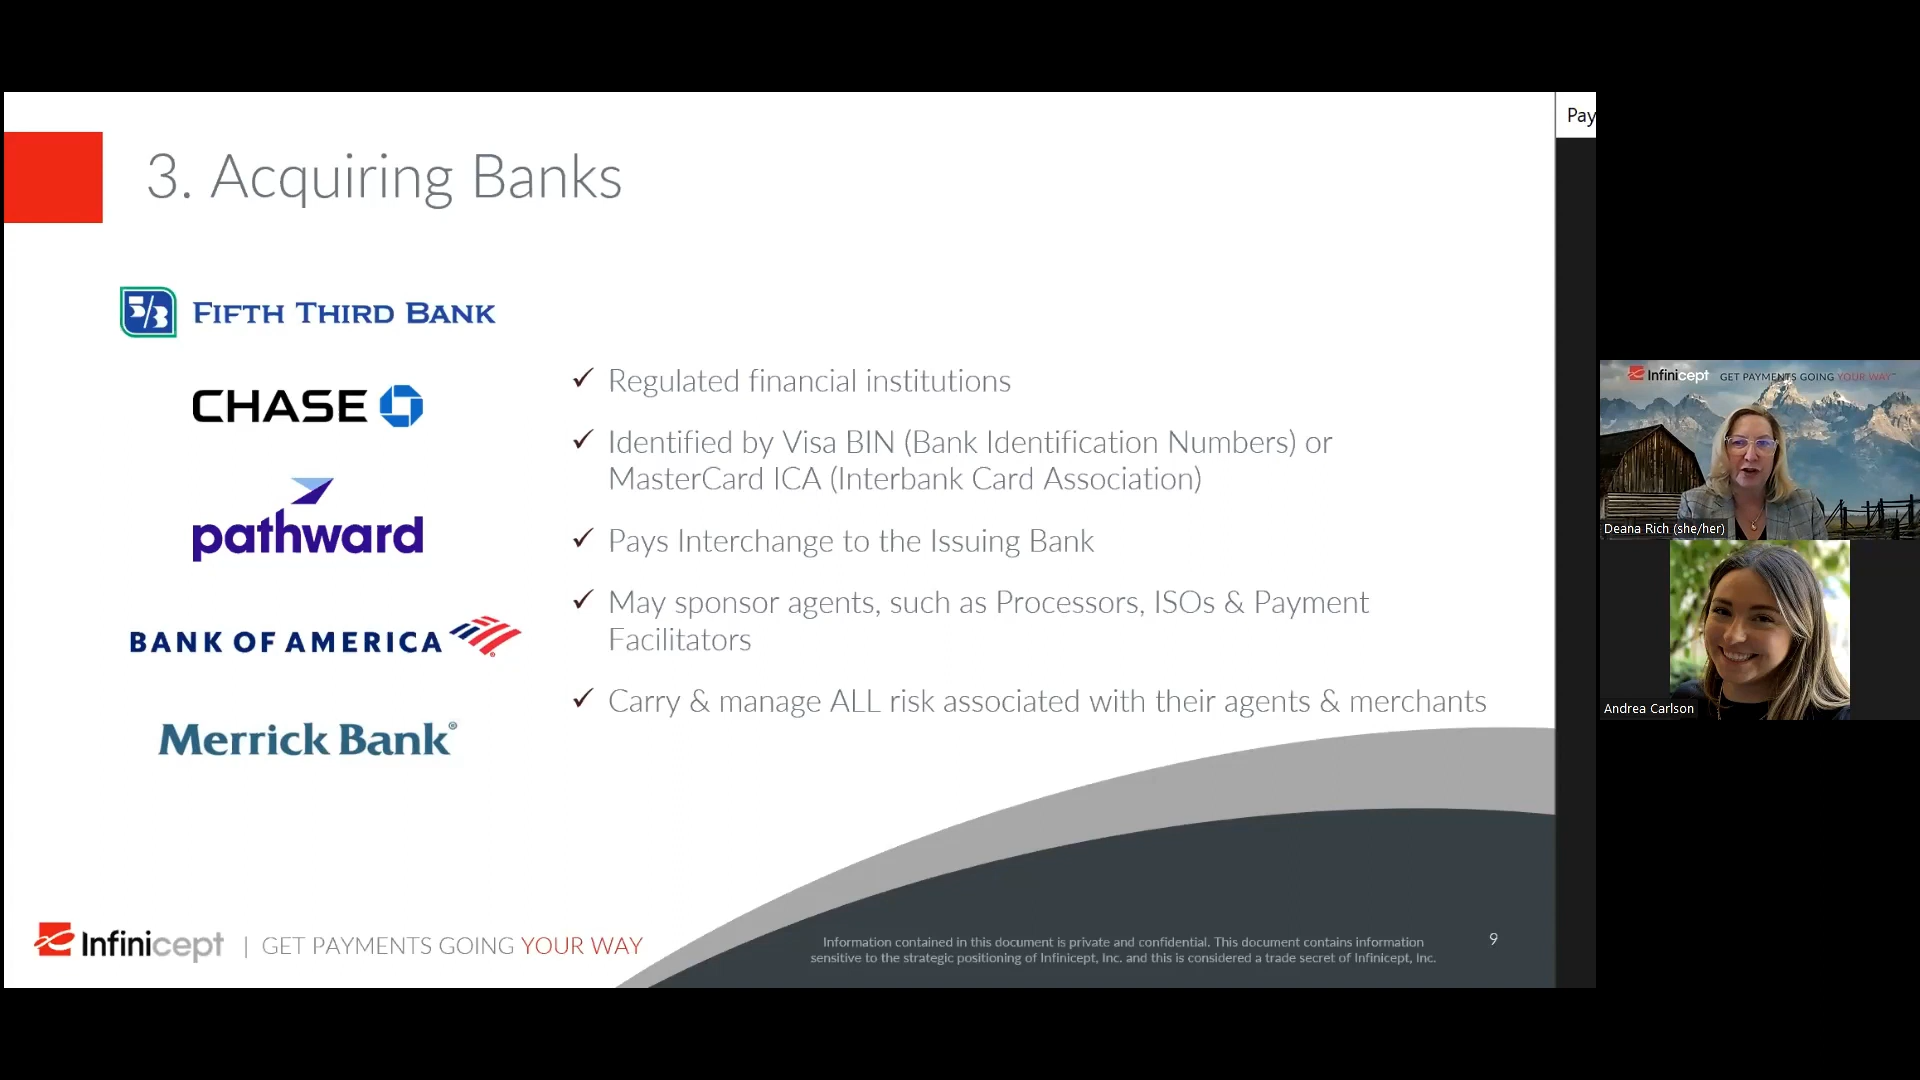 Pay
3. Acquiring Banks
5/3 FIFTH THIRD BANK
CHASE
pathward
BANK OF AMERICA
Merrick Bank®
✓ Regulated financial institutions
✓ Identified by Visa BIN (Bank Identification Numbers) or
MasterCard ICA (Interbank Card Association)
✓ Pays Interchange to the Issuing Bank
✓ May sponsor agents, such as Processors, ISOs & Payment
Facilitators
✓ Carry & manage ALL risk associated with their agents & merchants
Infinicept | GET PAYMENTS GOING YOUR WAY
Information contained in this document is private and confidential. This document contains information
sensitive to the strategic positioning of Infinicept, Inc. and this is considered a trade secret of Infinicept, Inc.
9
Infinicept GET PAYMENTS GOING YOUR WAY
Deana Rich (she/her)
Andrea Carlson